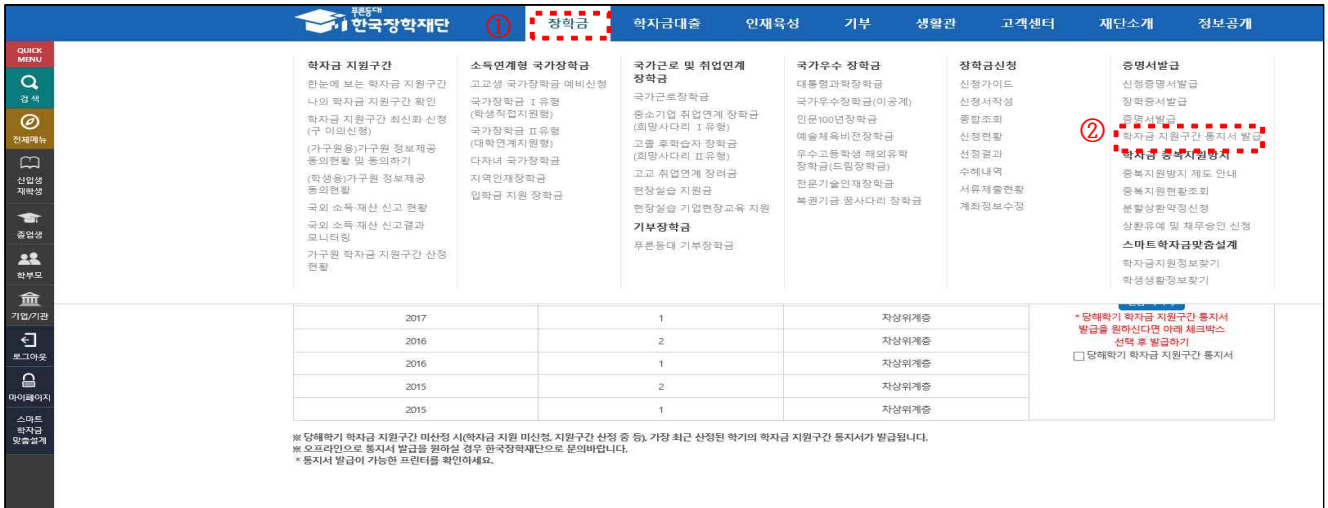 푸른등대
한국장학재단
①
장학금
학자금대출
인재육성
기부
생활관
고객센터
재단소개
정보공개
QUICK
MENU
검색
전체메뉴
신입생
재학생
졸업생
학부모
기업/기관
로그아웃
마이페이지
스마트
학자금
맞춤설계
학자금 지원구간
한눈에 보는 학자금 지원구간
나의 학자금 지원구간 확인
학자금 지원구간 최신화 신청
(구 이의신청)
(가구원용)가구원 정보제공
동의현황 및 동의하기
(학생용)가구원 정보제공
동의현황
국외 소득·재산 신고 현황
국외 소득·재산 신고결과
모니터링
가구원 학자금 지원구간 산정
현황
소득연계형 국가장학금
고교생 국가장학금 예비신청
국가장학금 I 유형
(학생직접지원형)
국가장학금 II 유형
(대학연계지원형)
다자녀 국가장학금
지역인재장학금
입학금 지원 장학금
국가근로 및 취업연계
장학금
국가근로장학금
중소기업 취업연계 장학금
(희망사다리 I 유형)
고졸 후학습자 장학금
(희망사다리 II 유형)
고교 취업연계 장려금
현장실습 지원금
현장실습 기업현장교육 지원
기부장학금
푸른등대 기부장학금
국가우수 장학금
대통령과학장학금
국가우수장학금(이공계)
인문100년장학금
예술체육비전장학금
우수고등학생 해외유학
장학금(드림장학금)
전문기술인재장학금
복권기금 꿈사다리 장학금
장학금신청
신청가이드
신청서작성
종합조회
신청현황
선정결과
수혜내역
서류제출현황
계좌정보수정
증명서발급
신청증명서발급
장학증서발급
증명서발급
②
학자금 지원구간 통지서 발급
학자금 중복지원방지
중복지원방지 제도 안내
중복지원현황조회
분할상환약정신청
상환유예 및 채무승인 신청
스마트학자금맞춤설계
학자금지원정보찾기
학생생활정보찾기
2017 1 차상위계층
2016 2 차상위계층
2016 1 차상위계층
2015 2 차상위계층
2015 1 차상위계층
* 당해학기 학자금 지원구간 통지서
발급을 원하신다면 아래 체크박스
선택 후 발급하기
당해학기 학자금 지원구간 통지서
※ 당해학기 학자금 지원구간 미산정 시(학자금 지원 미신청, 지원구간 산정 중 등), 가장 최근 산정된 학기의 학자금 지원구간 통지서가 발급됩니다.
※ 오프라인으로 통지서 발급을 원하실 경우 한국장학재단으로 문의바랍니다.
* 통지서 발급이 가능한 프린터를 확인하세요.